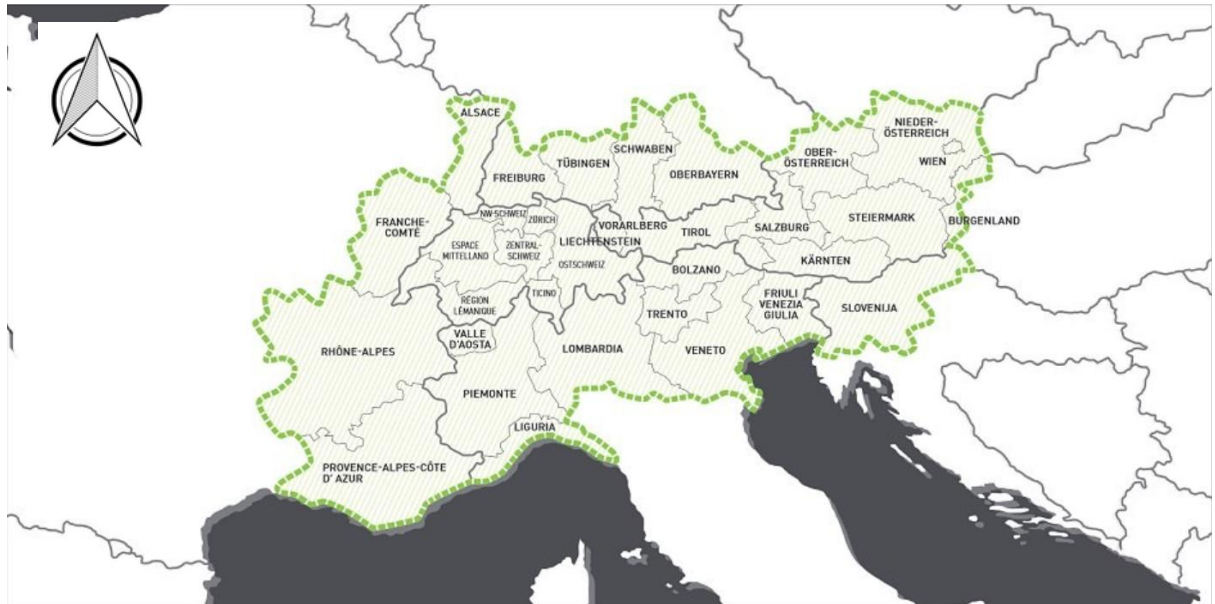 ALSACE
NIEDER-
ÖSTERREICH
SCHWABEN
TÜBINGEN
OBER-
ÖSTERREICH
WIEN
FREIBURG
OBERBAYERN
FRANCHE-
COMTÉ
NW-SCHWEIZ
ZÜRICH
VORARLBERG
TIROL
SALZBURG
STEIERMARK
BURGENLAND
ESPACE
MITTELLAND
ZENTRAL-
SCHWEIZ
LIECHTENSTEIN
OSTSCHWEIZ
BOLZANO
KÄRNTEN
RÉGION
LÉMANIQUE
TICINO
TRENTO
FRIULI
VENEZIA
GIULIA
SLOVENIJA
RHÔNE-ALPES
VALLE
D'AOSTA
LOMBARDIA
VENETO
PIEMONTE
LIGURIA
PROVENCE-ALPES-CÔTE
D' AZUR